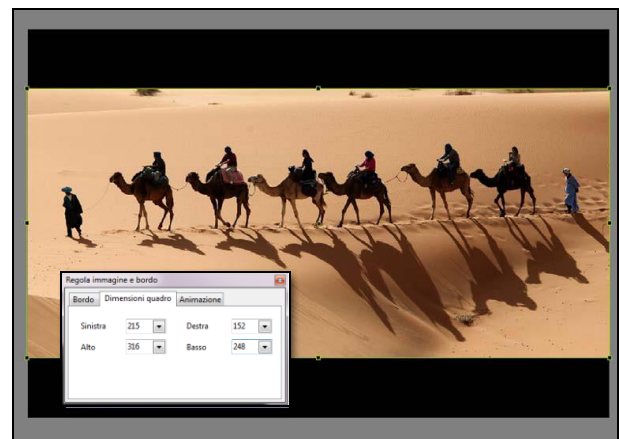 Regola immagine e bordo
Bordo Dimensioni quadro Animazione
Sinistra 215 Destra 152
Alto 316 Basso 248